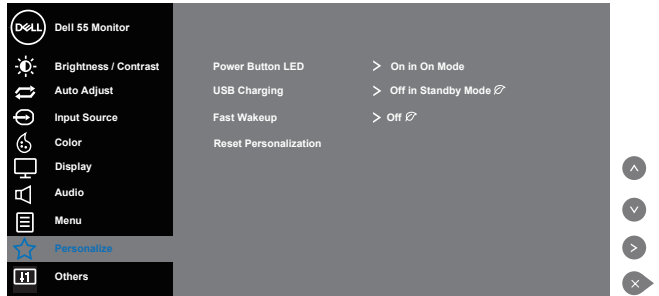 DELL Dell 55 Monitor
Brightness / Contrast
Auto Adjust
Input Source
Color
Display
Audio
Menu
Personalize
Others
Power Button LED > On in On Mode
USB Charging > Off in Standby Mode
Fast Wakeup > Off
Reset Personalization